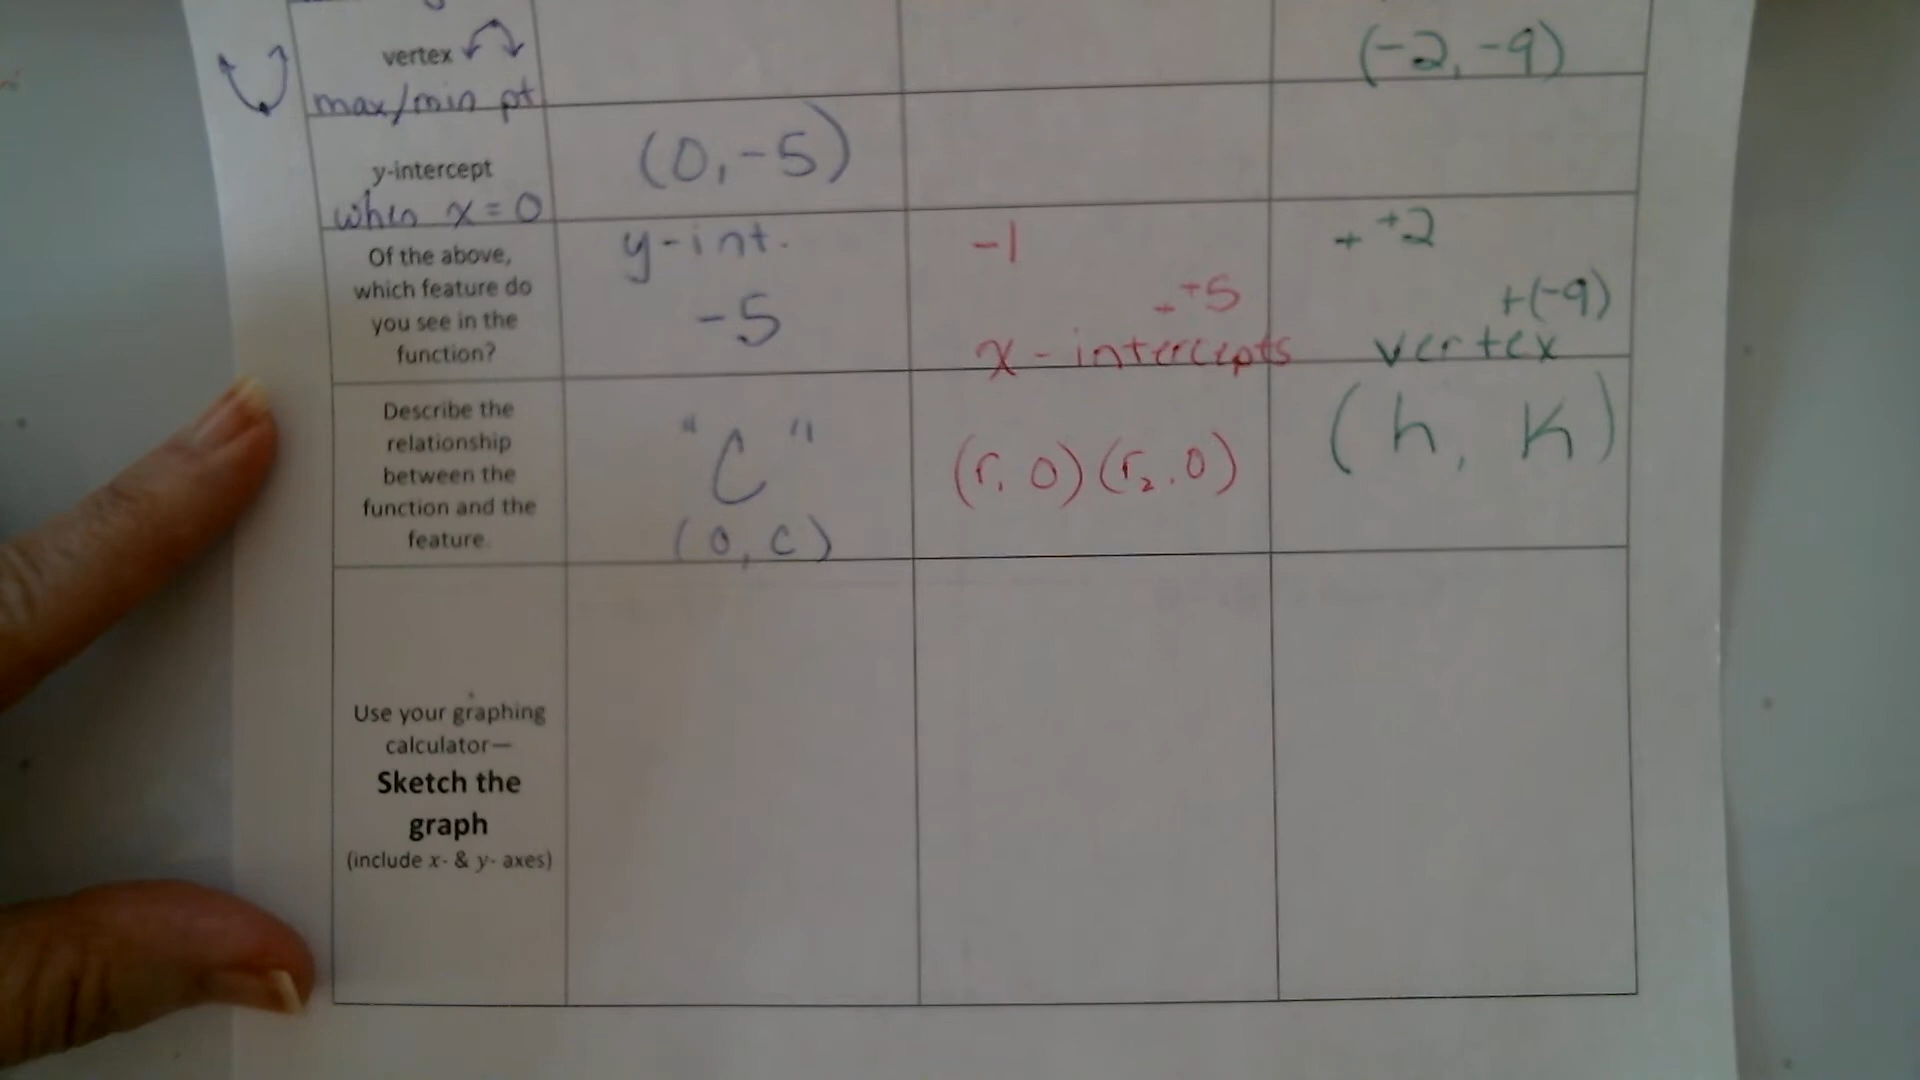 vertex
max/min pt
(-2, -9)
y-intercept
when x = 0
(0, -5)
Of the above,
which feature do
you see in the
function?
y-int.
-5
-1
-+5
x-intercepts
+ +2
+(-9)
vertex
Describe the
relationship
between the
function and the
feature.
"C"
(0, c)
(r, 0) (r₂, 0)
(h, K)
Use your graphing
calculator—
Sketch the
graph
(include x- & y- axes)